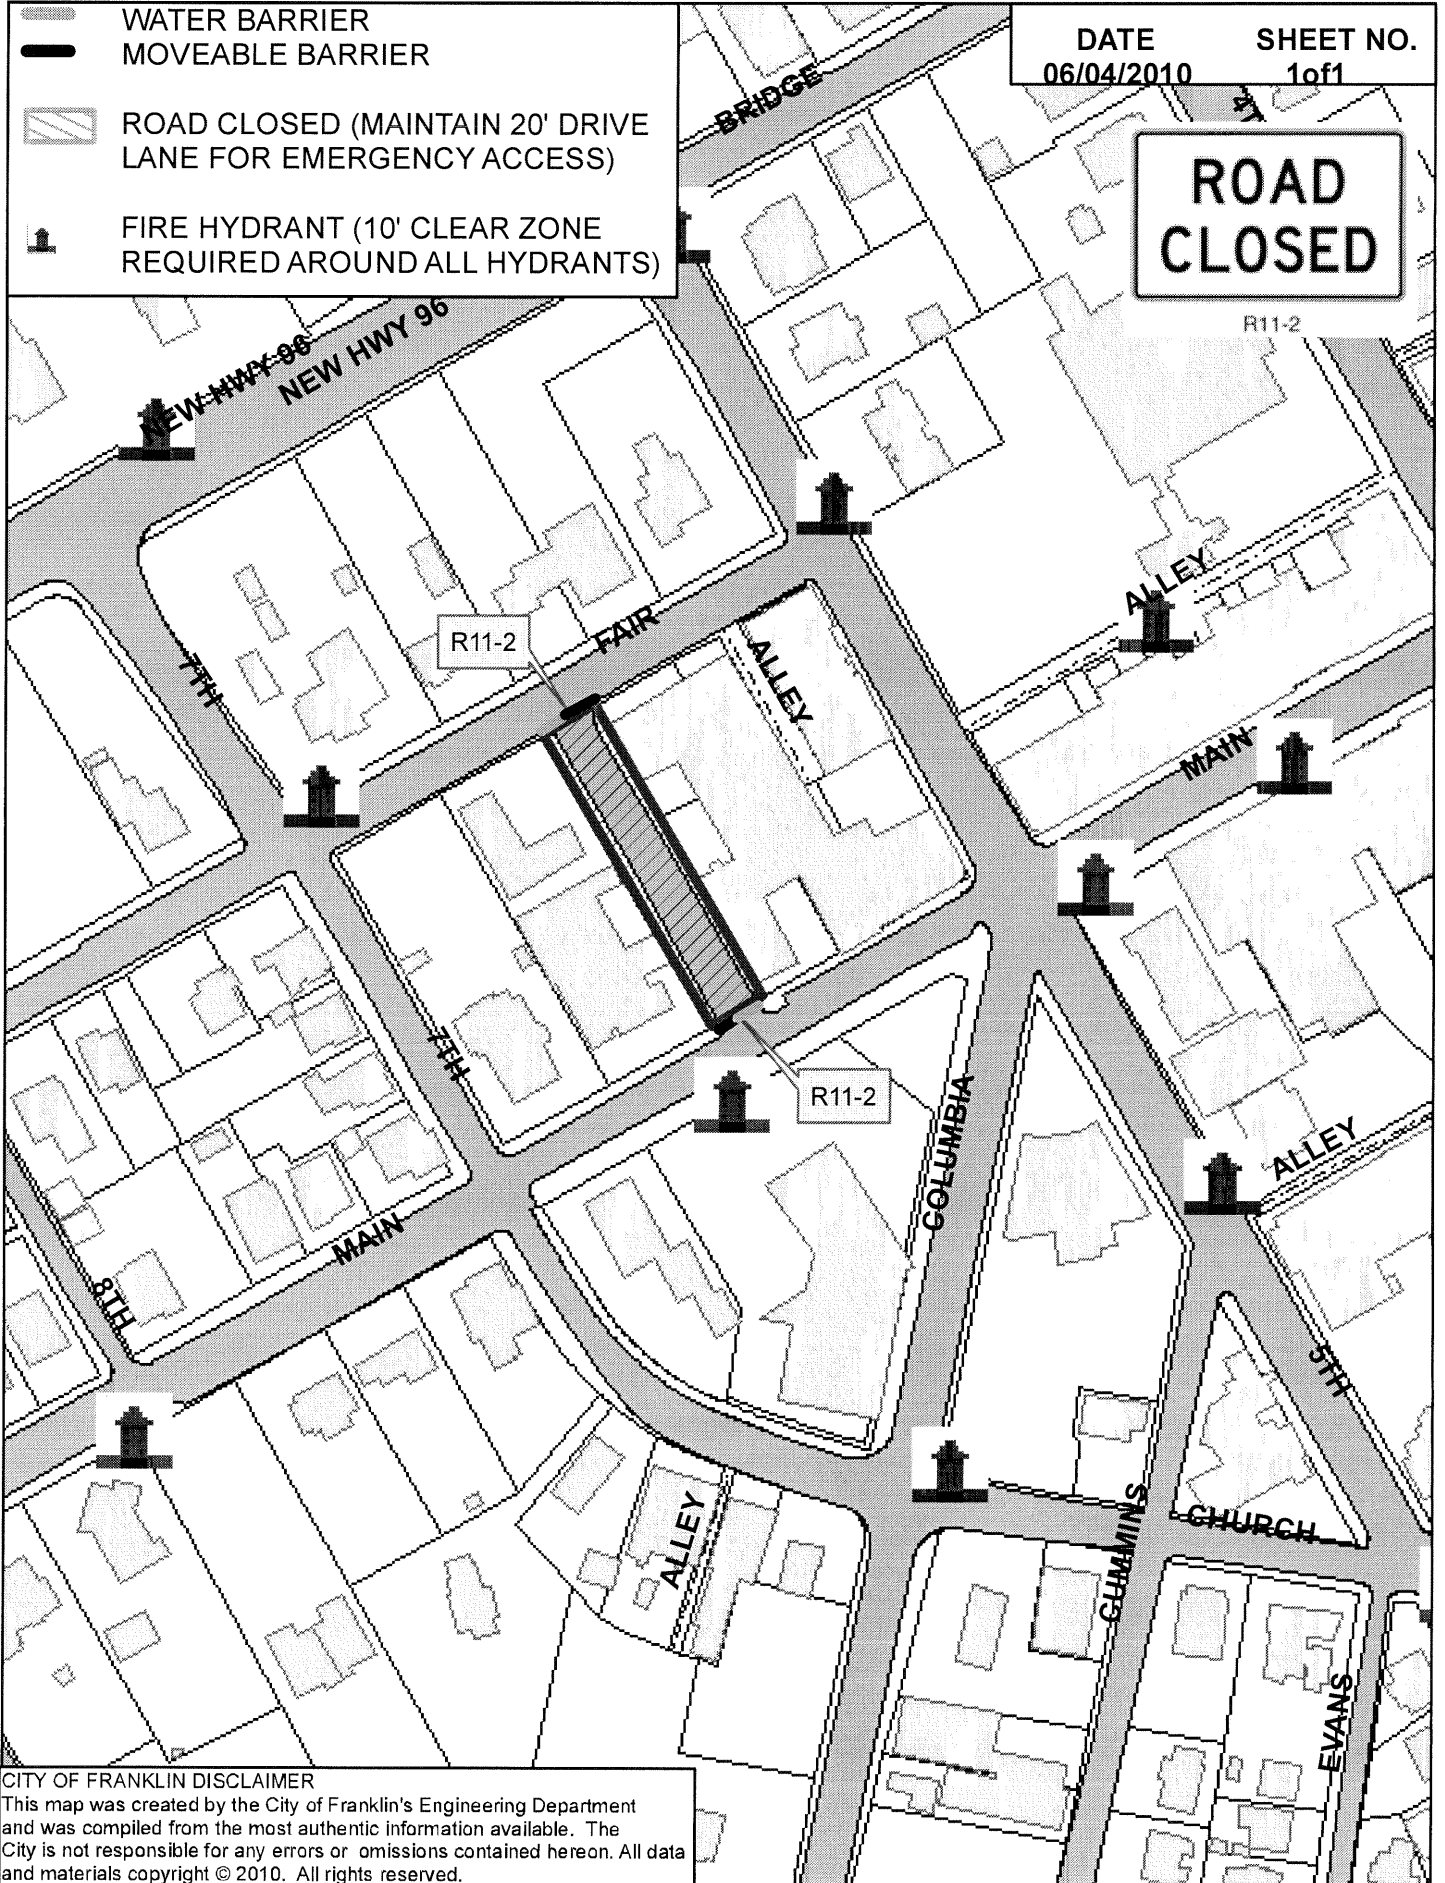 WATER BARRIER
MOVEABLE BARRIER
ROAD CLOSED (MAINTAIN 20' DRIVE
LANE FOR EMERGENCY ACCESS)
FIRE HYDRANT (10' CLEAR ZONE
REQUIRED AROUND ALL HYDRANTS)
DATE
06/04/2010
SHEET NO.
1of1
BRIDGE
ROAD
CLOSED
R11-2
NEW HWY 96
NEW HWY 96
ALLEY
R11-2
FAIR
ALLEY
7TH
MAIN
7TH
R11-2
COLUMBIA
ALLEY
MAIN
8TH
5TH
ALLEY
CUMMINS
CHURCH
EVANS
CITY OF FRANKLIN DISCLAIMER
This map was created by the City of Franklin's Engineering Department
and was compiled from the most authentic information available. The
City is not responsible for any errors or omissions contained hereon. All data
and materials copyright © 2010. All rights reserved.